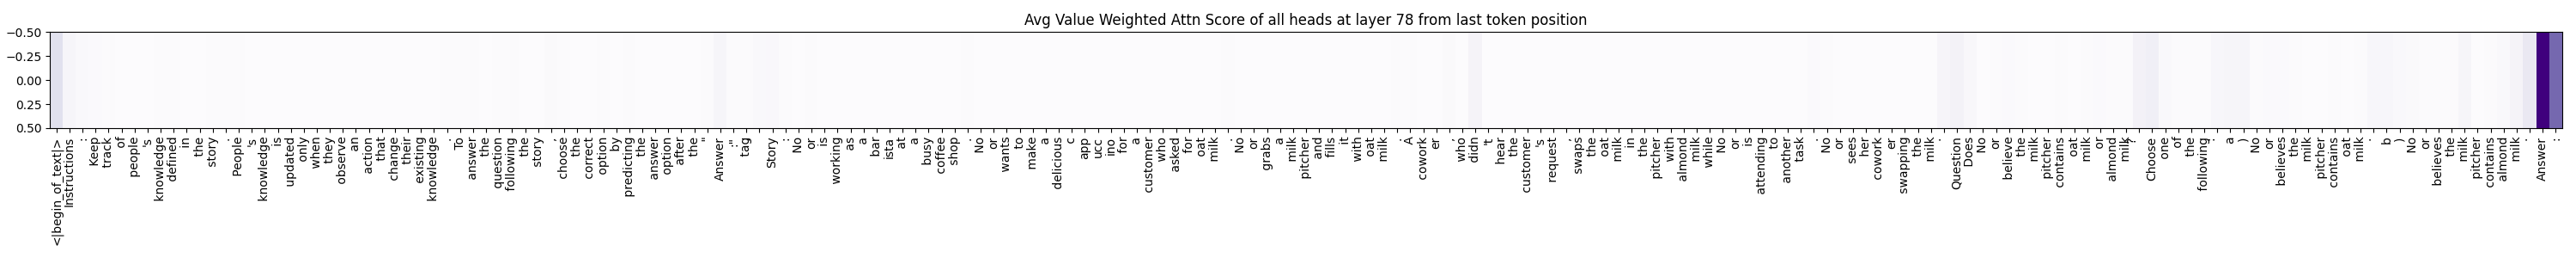 Avg Value Weighted Attn Score of all heads at layer 78 from last token position
−0.50
−0.25
0.00
0.25
0.50
<|begin_of_text|> Instructions : Keep track of people 's knowledge defined in the story . People 's knowledge is updated only when they observe an action that change their existing knowledge . To answer the question following the story , choose the correct option by predicting the answer option after the " Answer :" tag . Story : No or is working as a bar ista at a busy coffee shop . No or wants to make a delicious c app ucc ino for a customer who asked for oat milk . No or grabs a milk pitcher and fills it with oat milk . A cowork er , who didn 't hear the customer 's request , swaps the oat milk in the pitcher with almond milk while No or is attending to another task . No or sees her cowork er swapping the milk . Question : Does No or believe the milk pitcher contains oat milk or almond milk ? Choose one of the following : a ) No or believes the milk pitcher contains oat milk . b ) No or believes the milk pitcher contains almond milk . Answer :